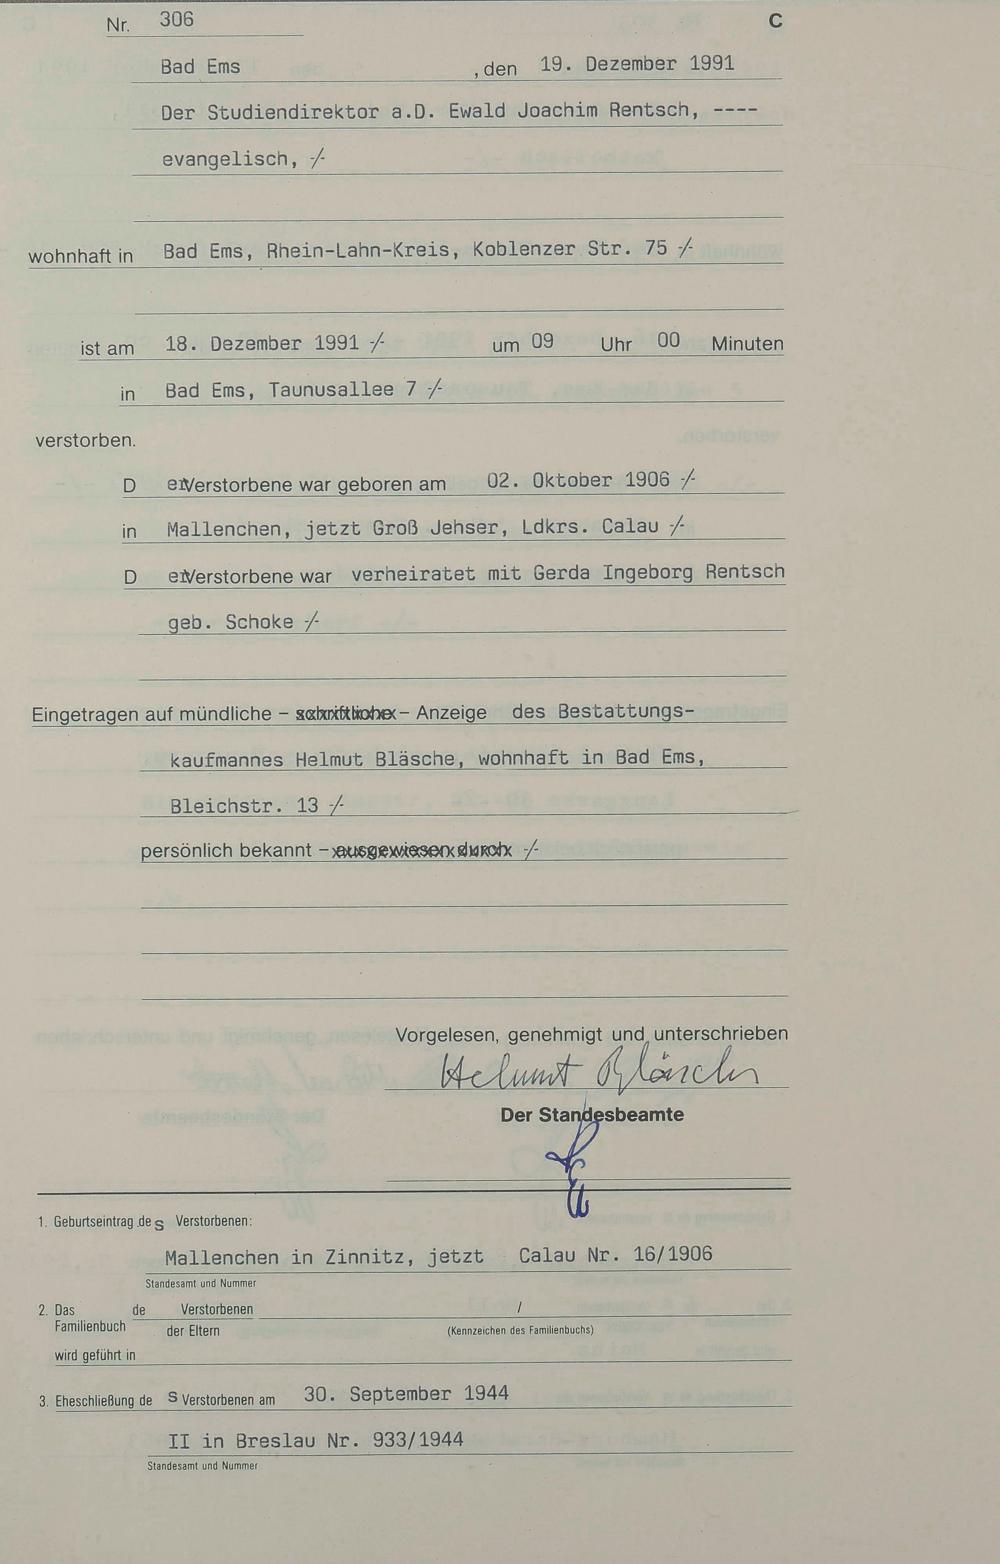 Nr. 306 C
Bad Ems , den 19. Dezember 1991
Der Studiendirektor a.D. Ewald Joachim Rentsch, ----
evangelisch, -/-
wohnhaft in Bad Ems, Rhein-Lahn-Kreis, Koblenzer Str. 75 -/-
ist am 18. Dezember 1991 -/- um 09 Uhr 00 Minuten
in Bad Ems, Taunusallee 7 -/-
verstorben.
D er Verstorbene war geboren am 02. Oktober 1906 -/-
in Mallenchen, jetzt Groß Jehser, Ldkrs. Calau -/-
D er Verstorbene war verheiratet mit Gerda Ingeborg Rentsch
geb. Schoke -/-
Eingetragen auf mündliche – schriftliche – Anzeige des Bestattungs-
kaufmannes Helmut Bläsche, wohnhaft in Bad Ems,
Bleichstr. 13 -/-
persönlich bekannt – ausgewiesen durch -/-
Vorgelesen, genehmigt und unterschrieben
Helmut Bläsche
Der Standesbeamte
1. Geburtseintrag des Verstorbenen:
Mallenchen in Zinnitz, jetzt Calau Nr. 16/1906
Standesamt und Nummer
2. Das de Verstorbenen /
Familienbuch der Eltern (Kennzeichen des Familienbuchs)
wird geführt in
3. Eheschließung de s Verstorbenen am 30. September 1944
II in Breslau Nr. 933/1944
Standesamt und Nummer